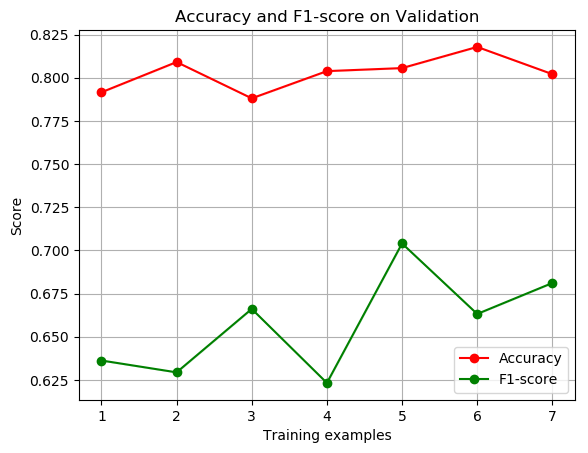 Accuracy and F1-score on Validation
0.825
0.800
0.775
0.750
0.725
0.700
0.675
0.650
0.625
Score
Accuracy
F1-score
1 2 3 4 5 6 7
Training examples